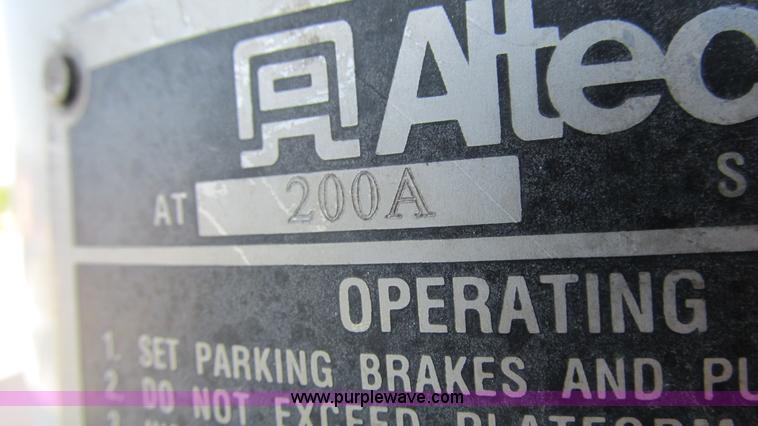 Altec
AT 200A S
OPERATING
1. SET PARKING BRAKES AND PU
2. DO NOT EXCEED PLATFORM
www.purplewave.com